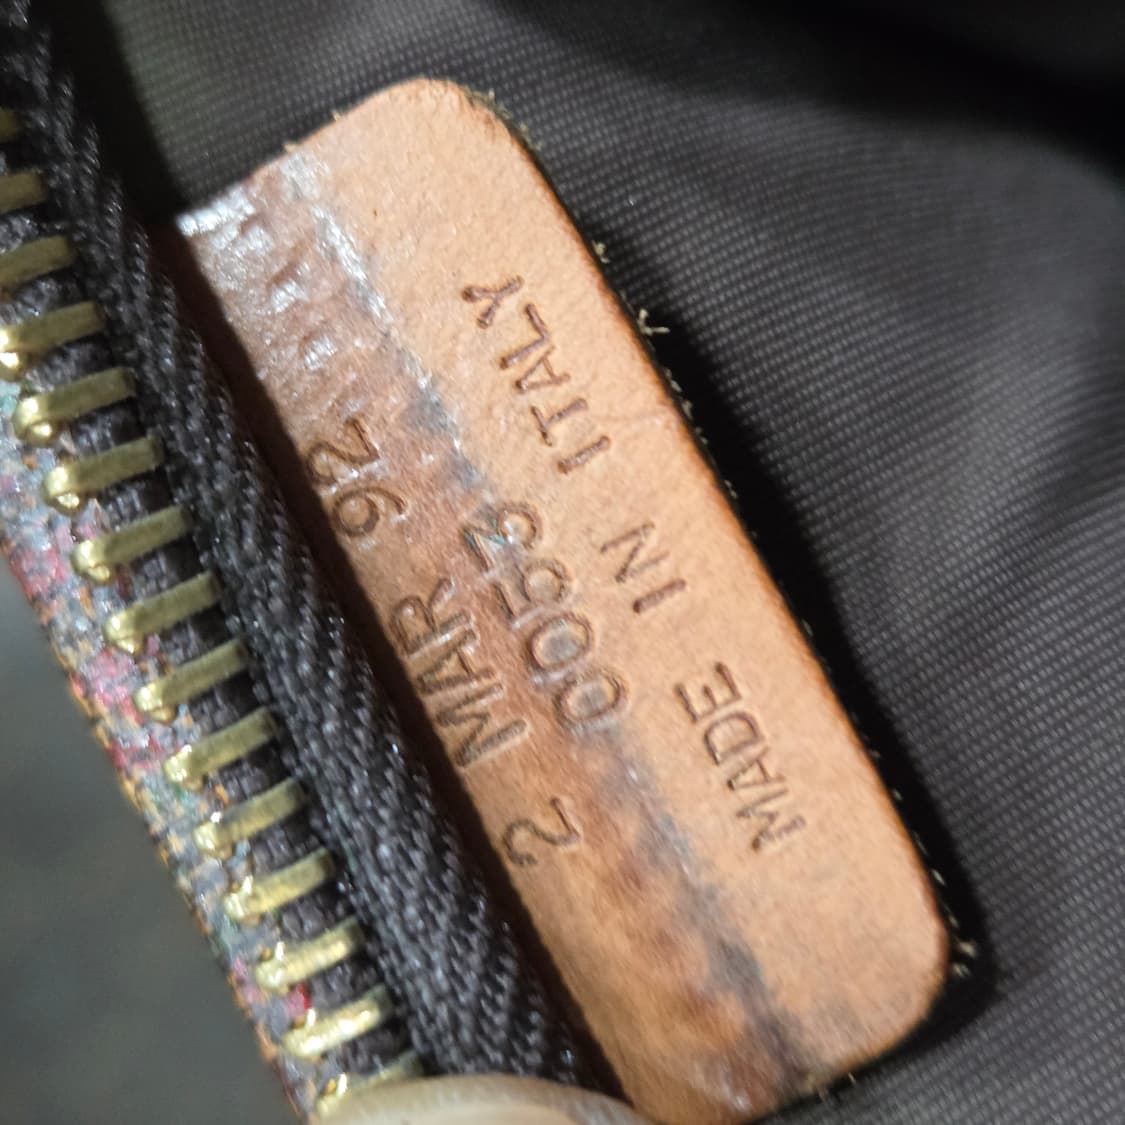 2 MAR 92
00053
MADE IN ITALY